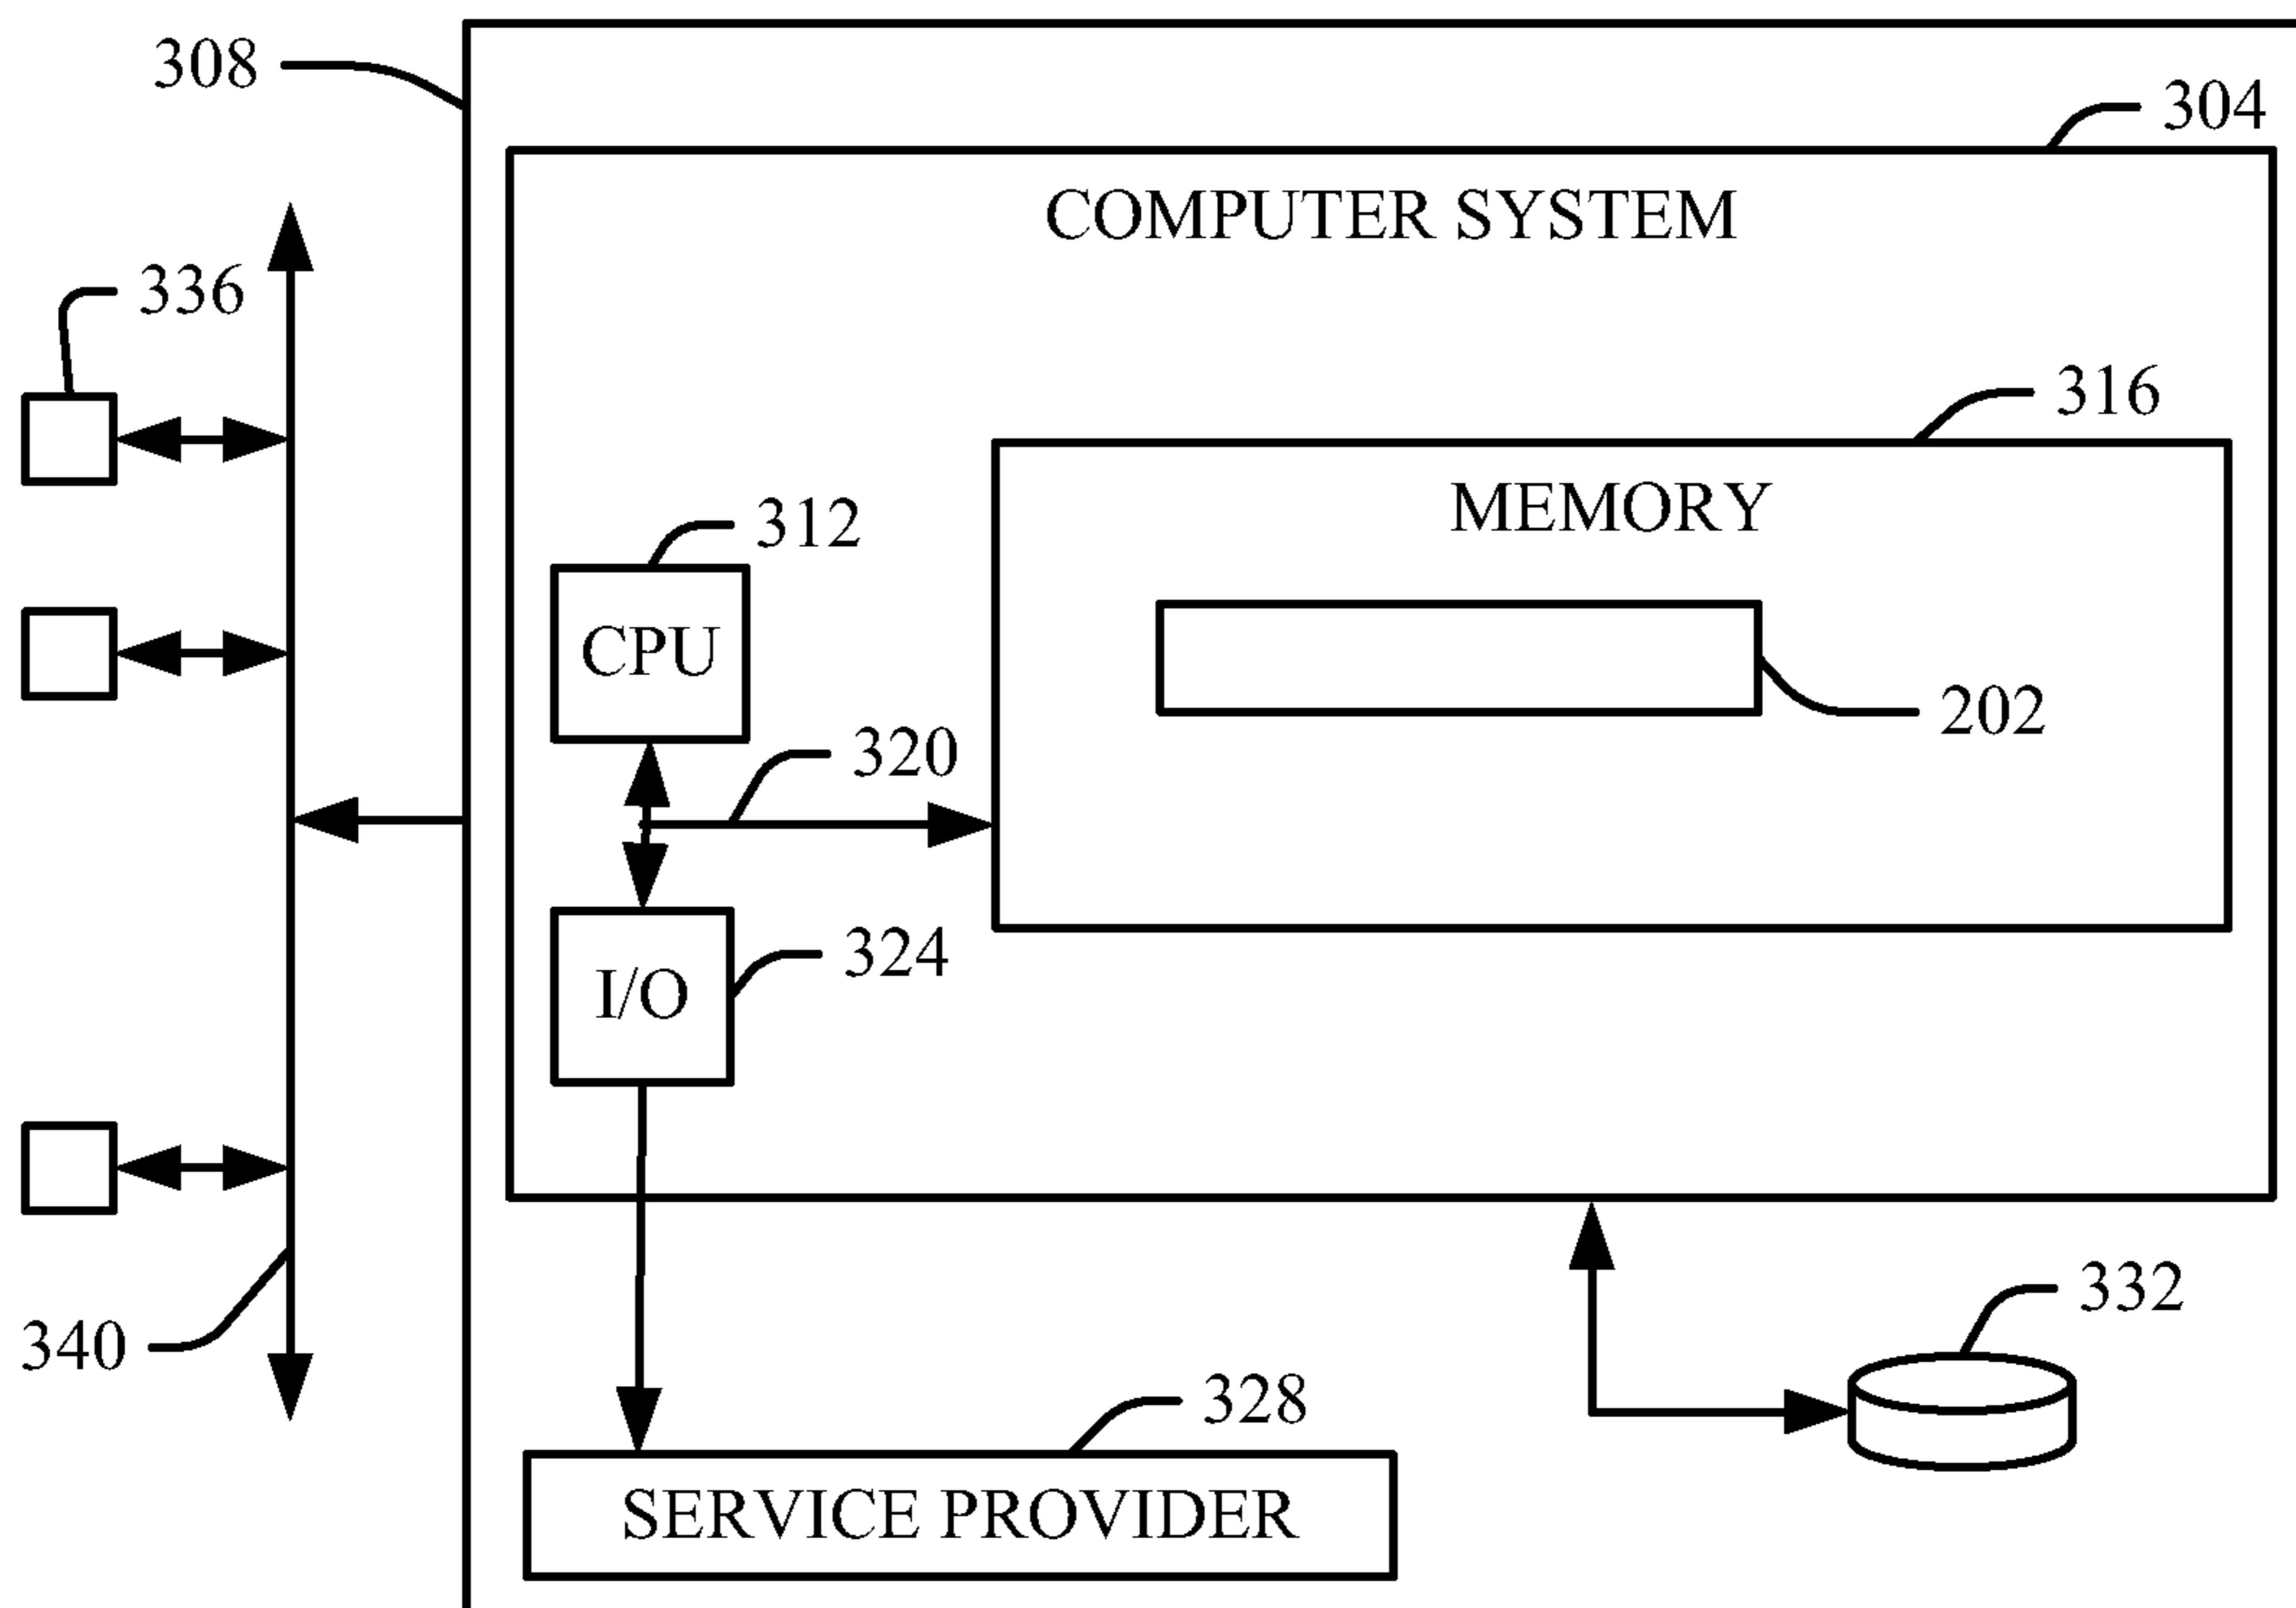 308
304
COMPUTER SYSTEM
336
316
MEMORY
312
CPU
202
320
324
I/O
332
340
328
SERVICE PROVIDER